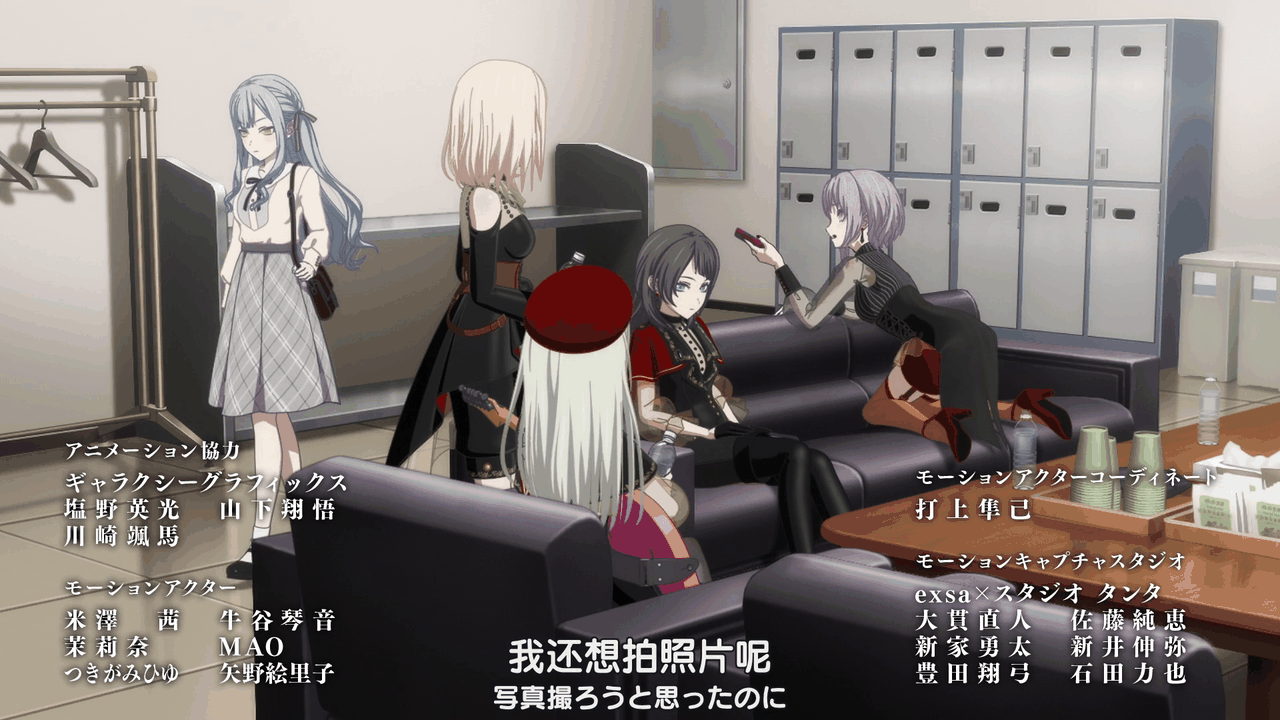 アニメーション協力
ギャラクシーグラフィックス
塩野英光　山下翔悟
川崎颯馬
モーションアクター
米澤　茜　牛谷琴音
茉莉奈　MAO
つきがみひゆ　矢野絵里子
モーションアクターコーディネート
打上隼己
モーションキャプチャスタジオ
exsa×スタジオ タンタ
大貫直人　佐藤純恵
新家勇太　新井伸弥
豊田翔弓　石田力也
我还想拍照片呢
写真撮ろうと思ったのに